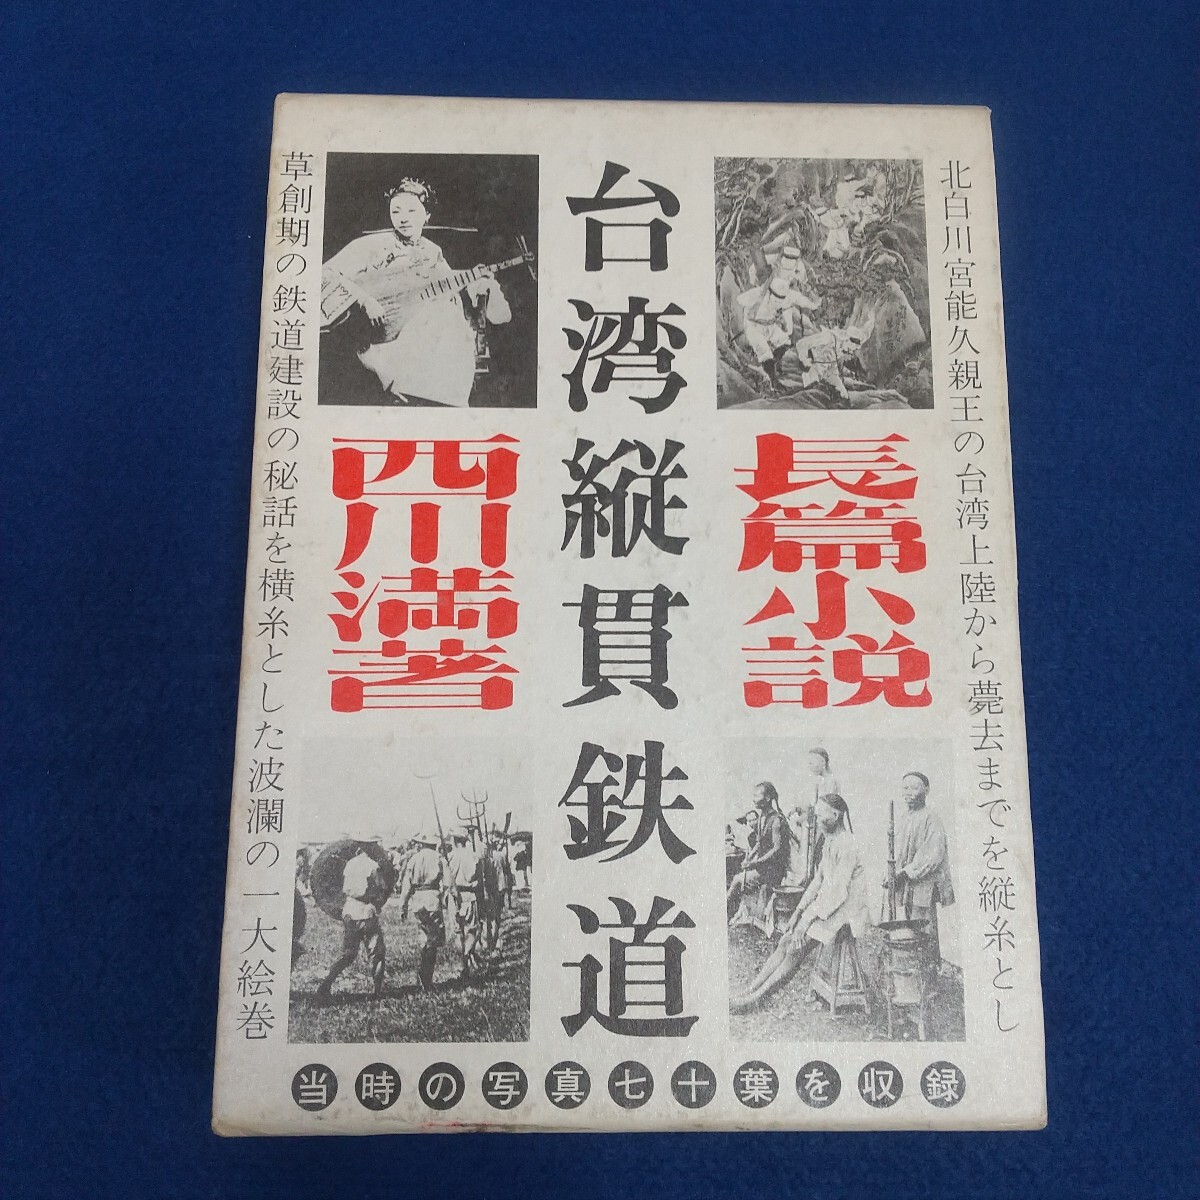 北白川宮能久親王の台湾上陸から薨去までを縦糸とし
長篇小説
台湾縦貫鉄道
西川満著
草創期の鉄道建設の秘話を横糸とした波瀾の一大絵巻
当時の写真七十葉を収録